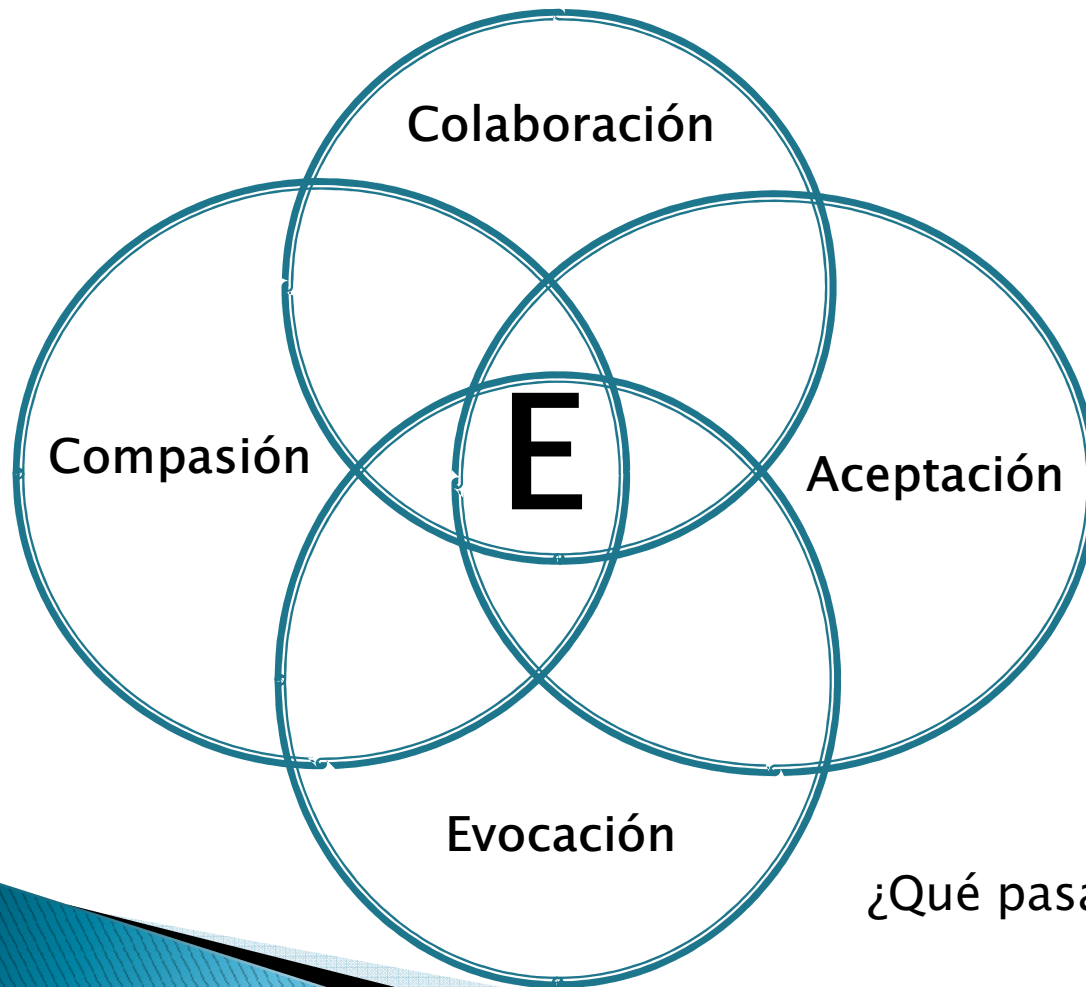 Colaboración
Compasión
E
Aceptación
Evocación
¿Qué pasa